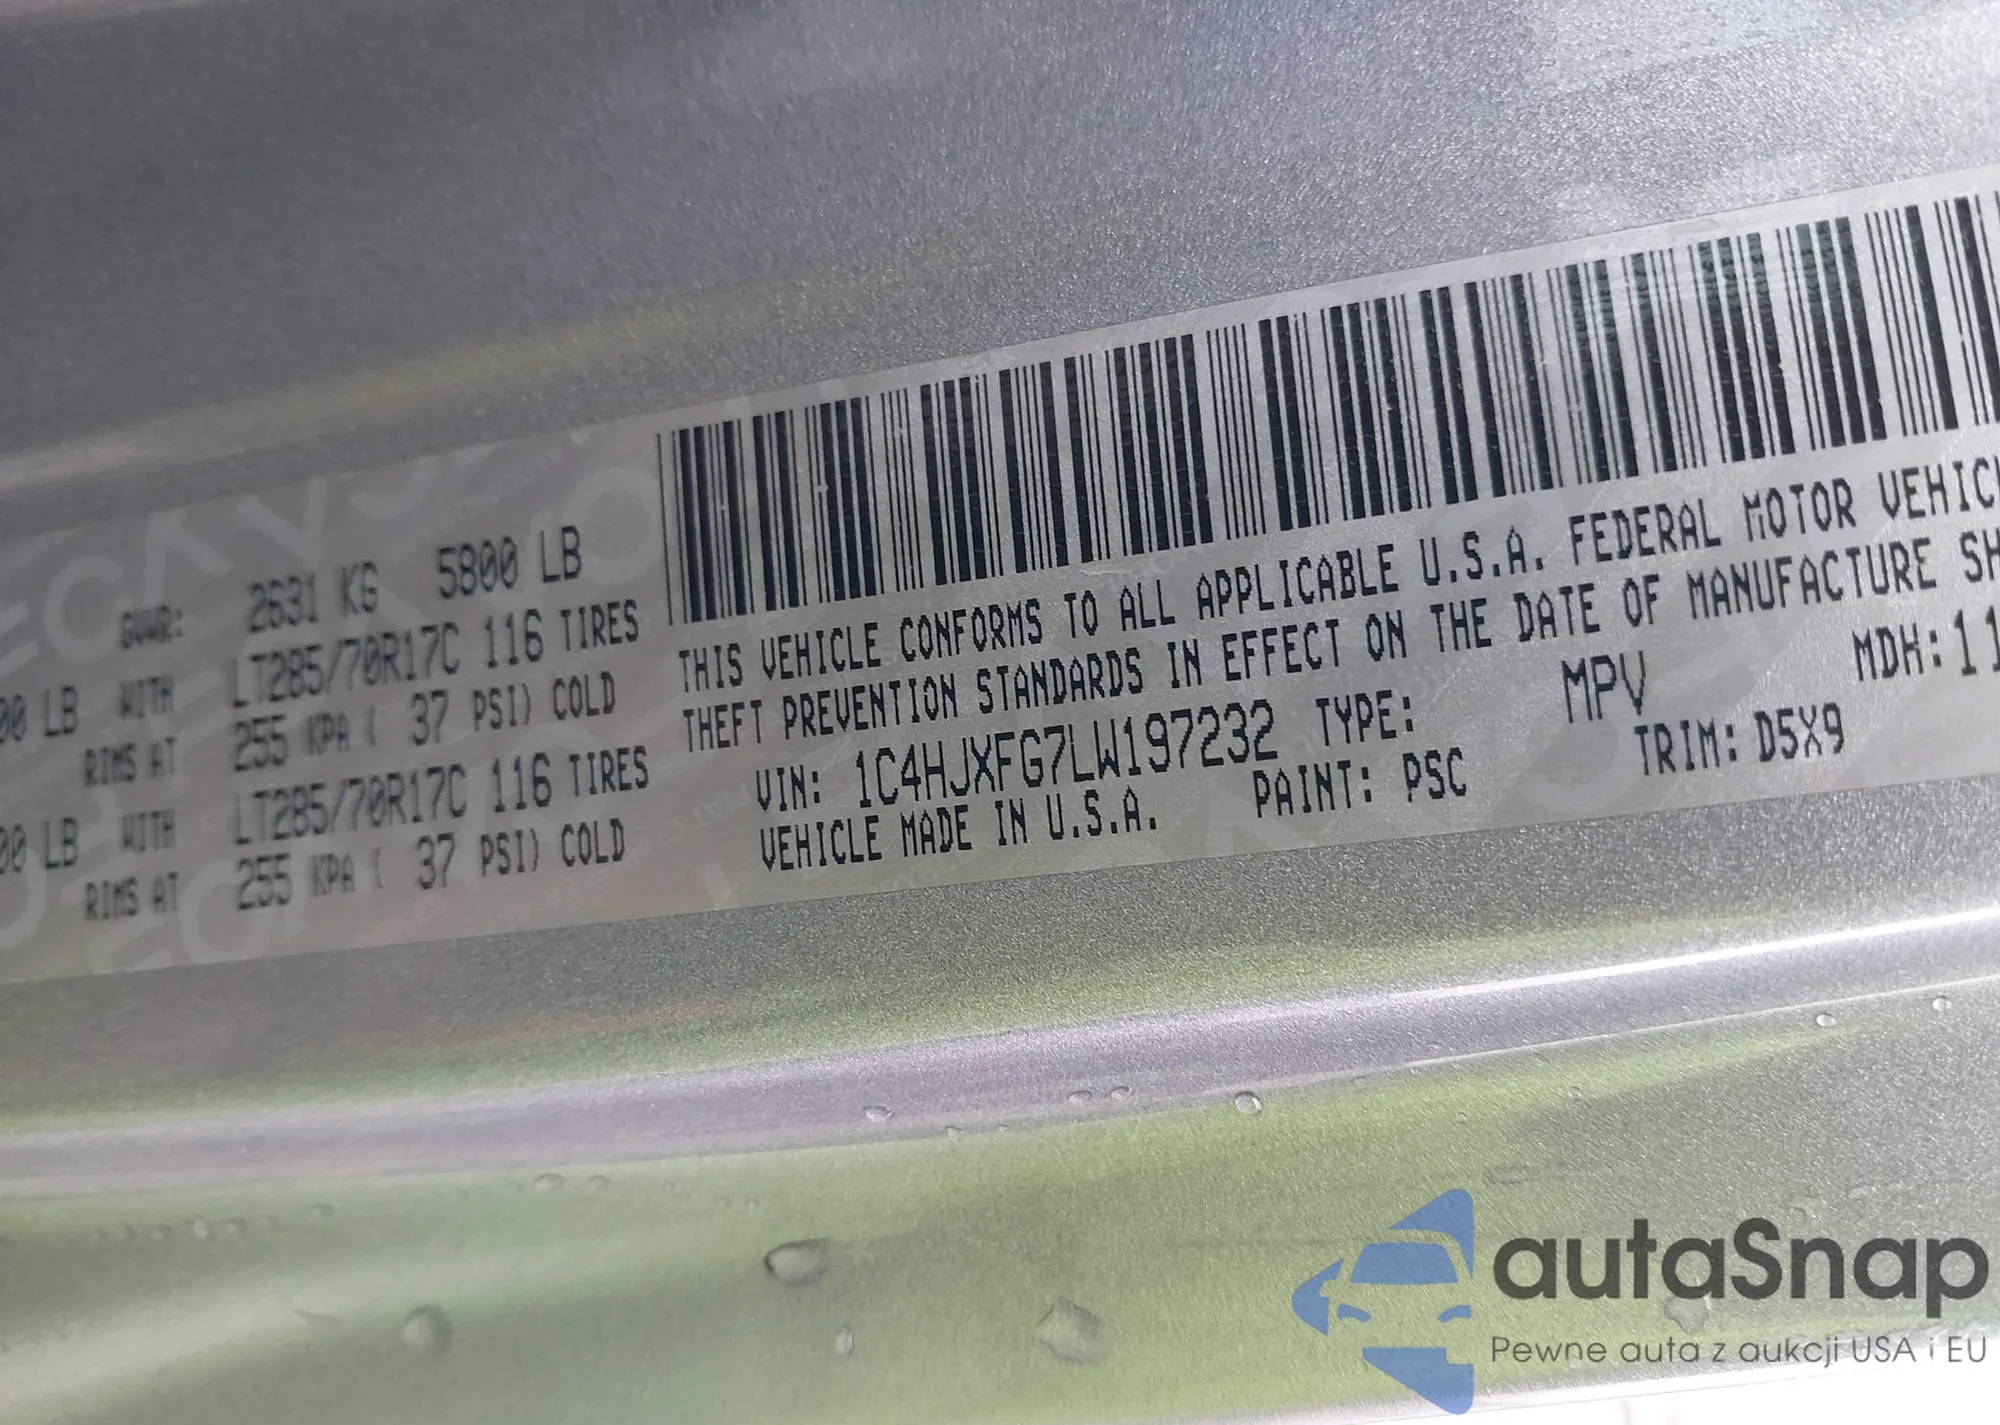 GVWR: 2631 KG 5800 LB
00 LB WITH LT285/70R17C 116 TIRES
RIMS AT 255 KPA ( 37 PSI) COLD
00 LB WITH LT285/70R17C 116 TIRES
RIMS AT 255 KPA ( 37 PSI) COLD
THIS VEHICLE CONFORMS TO ALL APPLICABLE U.S.A. FEDERAL MOTOR VEHIC
THEFT PREVENTION STANDARDS IN EFFECT ON THE DATE OF MANUFACTURE SH
VIN: 1C4HJXFG7LW197232 TYPE: MPV MDH: 11
VEHICLE MADE IN U.S.A. PAINT: PSC TRIM: D5X9
autaSnap
Pewne auta z aukcji USA i EU